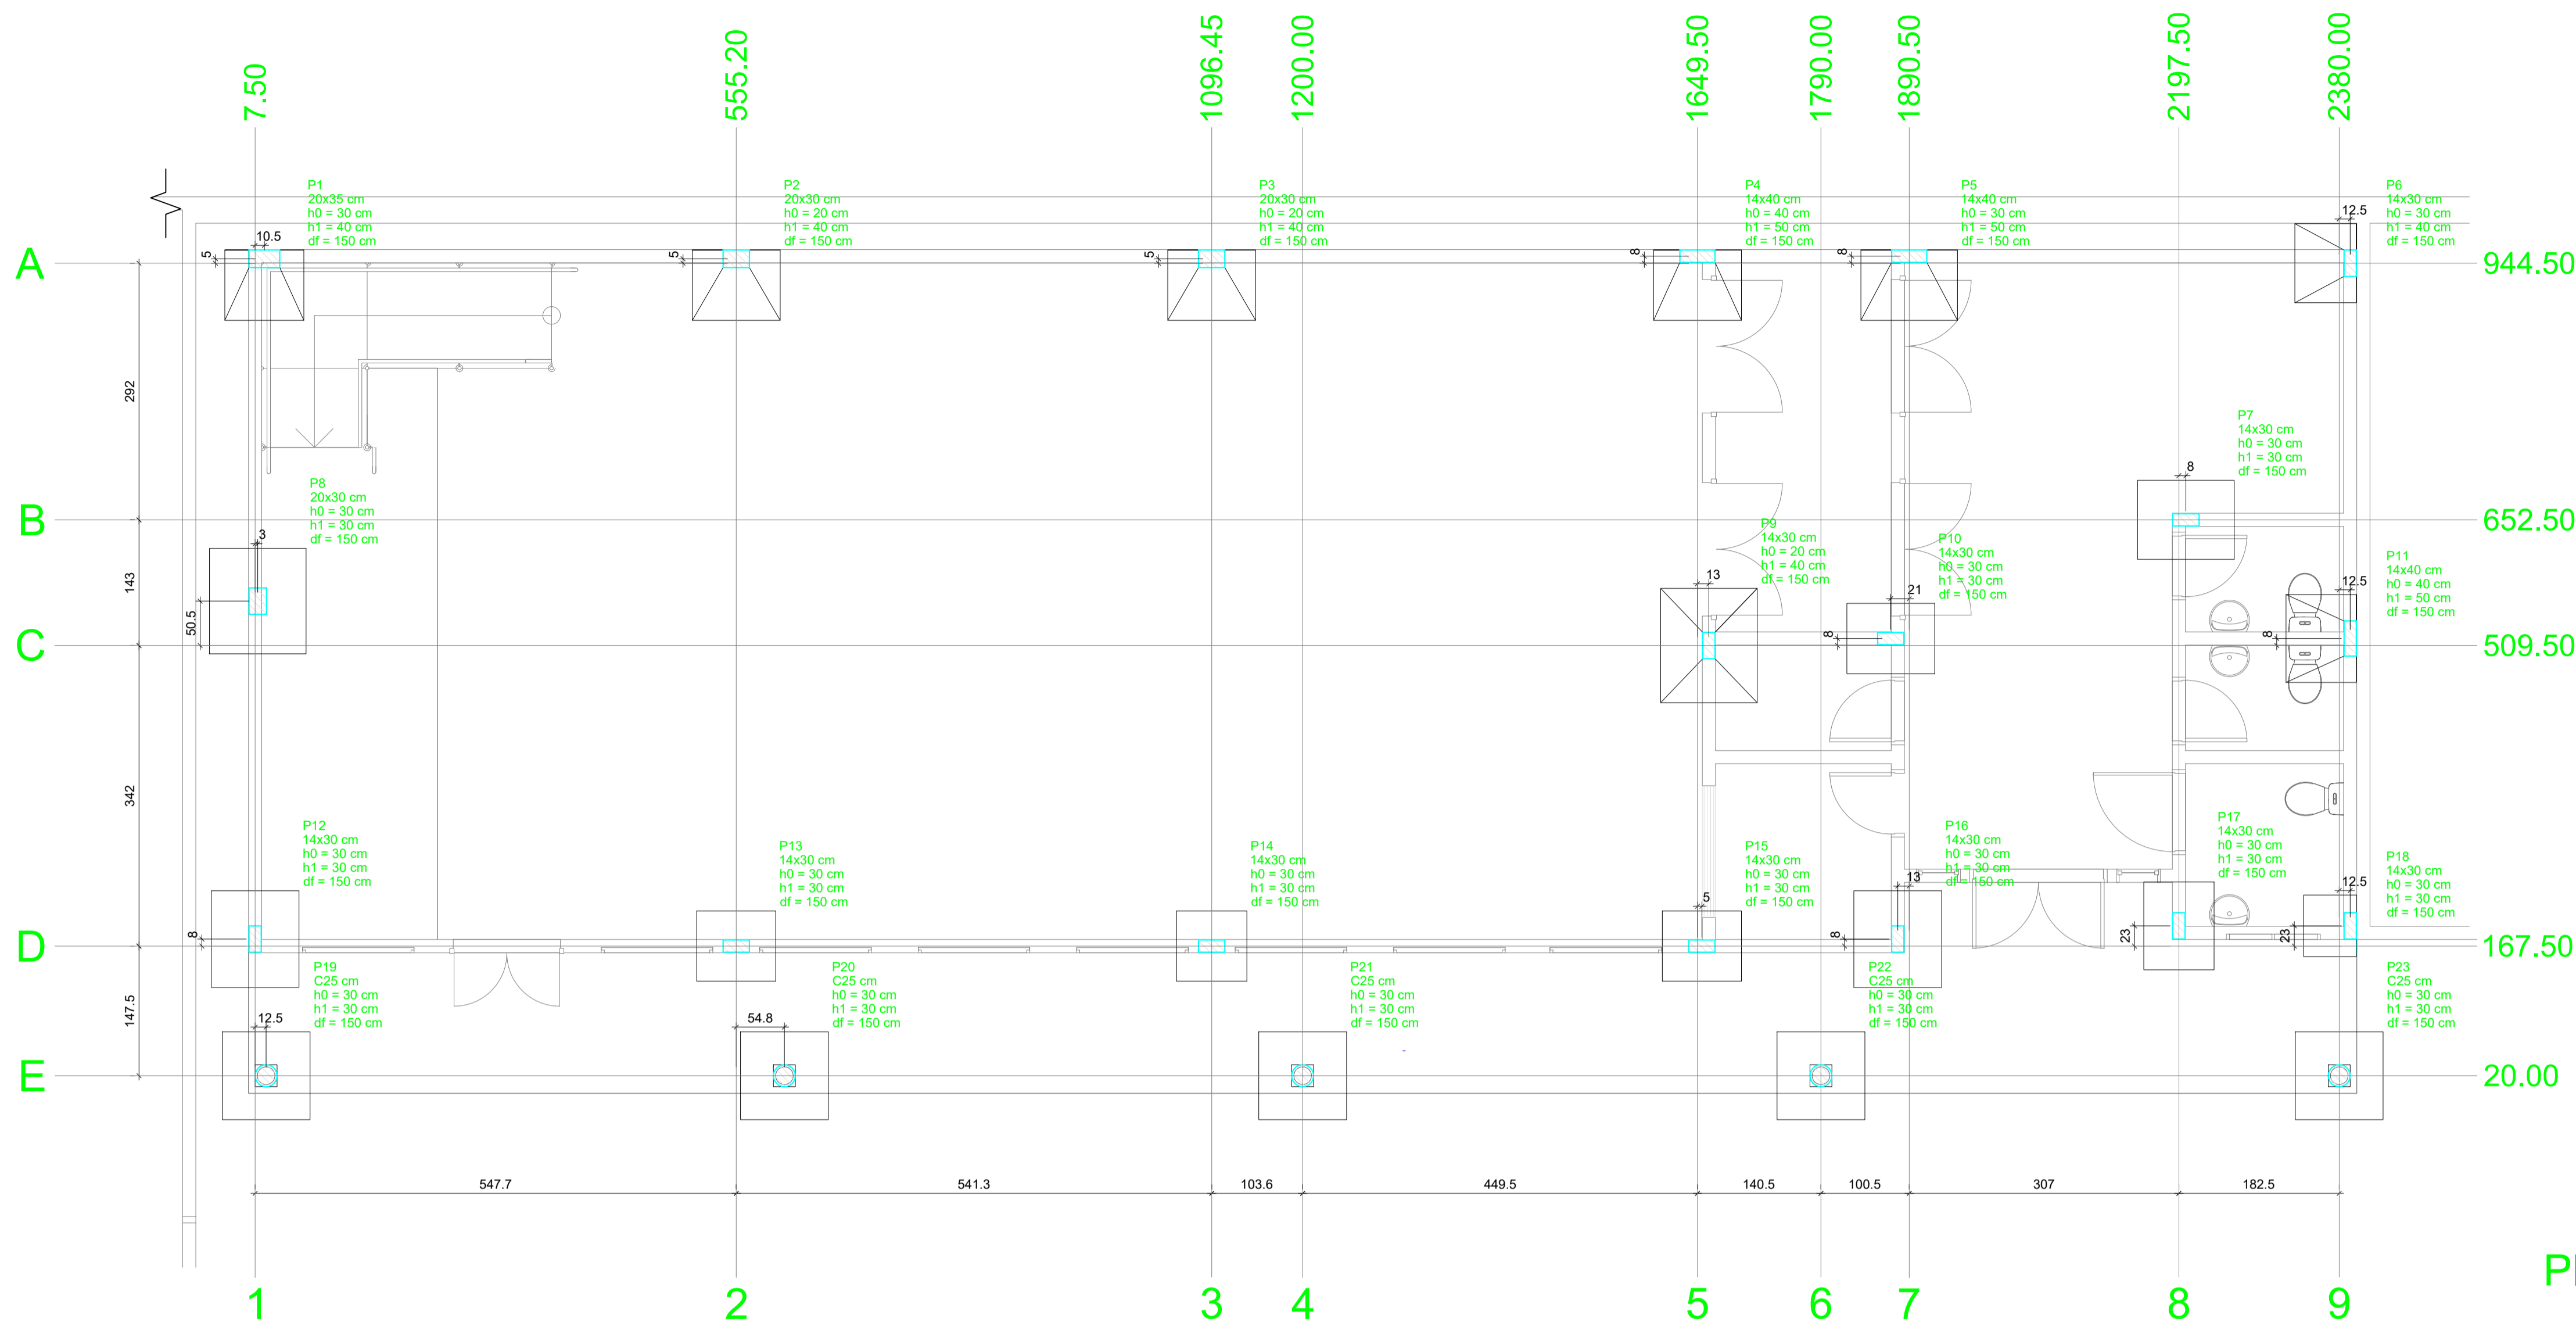 7.50
5555.20
1096.45
1200.00
1649.50
1790.00
1890.50
2197.50
2380.00
P1
20x35 cm
h0 = 30 cm
h1 = 40 cm
df = 150 cm
P2
20x30 cm
h0 = 20 cm
h1 = 40 cm
df = 150 cm
P3
20x30 cm
h0 = 20 cm
h1 = 40 cm
df = 150 cm
P4
14x40 cm
h0 = 40 cm
h1 = 50 cm
df = 150 cm
P5
14x40 cm
h0 = 30 cm
h1 = 50 cm
df = 150 cm
P6
14x30 cm
h0 = 30 cm
h1 = 40 cm
df = 150 cm
10.5
5
5
5
8
8
12.5
A
944.50
292
P7
14x30 cm
h0 = 30 cm
h1 = 30 cm
df = 150 cm
8
P8
20x30 cm
h0 = 30 cm
h1 = 30 cm
df = 150 cm
3
B
652.50
P9
14x30 cm
h0 = 20 cm
h1 = 40 cm
df = 150 cm
13
P10
14x30 cm
h0 = 30 cm
h1 = 30 cm
df = 150 cm
21
P11
14x40 cm
h0 = 40 cm
h1 = 50 cm
df = 150 cm
12.5
143
50.5
8
8
C
509.50
342
P12
14x30 cm
h0 = 30 cm
h1 = 30 cm
df = 150 cm
P13
14x30 cm
h0 = 30 cm
h1 = 30 cm
df = 150 cm
P14
14x30 cm
h0 = 30 cm
h1 = 30 cm
df = 150 cm
P15
14x30 cm
h0 = 30 cm
h1 = 30 cm
df = 150 cm
P16
14x30 cm
h0 = 30 cm
h1 = 30 cm
df = 150 cm
P17
14x30 cm
h0 = 30 cm
h1 = 30 cm
df = 150 cm
P18
14x30 cm
h0 = 30 cm
h1 = 30 cm
df = 150 cm
5
13
12.5
8
8
23
23
D
167.50
P19
C25 cm
h0 = 30 cm
h1 = 30 cm
df = 150 cm
P20
C25 cm
h0 = 30 cm
h1 = 30 cm
df = 150 cm
P21
C25 cm
h0 = 30 cm
h1 = 30 cm
df = 150 cm
P22
C25 cm
h0 = 30 cm
h1 = 30 cm
df = 150 cm
P23
C25 cm
h0 = 30 cm
h1 = 30 cm
df = 150 cm
147.5
12.5
54.8
E
20.00
547.7
541.3
103.6
449.5
140.5
100.5
307
182.5
1
2
3
4
5
6
7
8
9